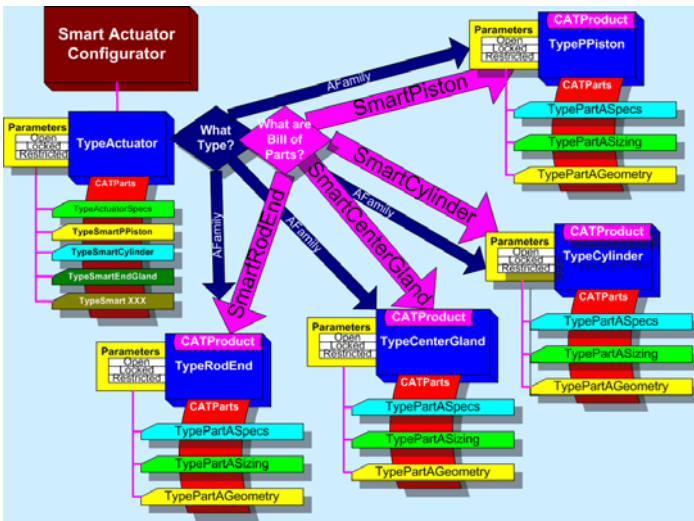 Smart Actuator
Configurator
Parameters
Open
Locked
Restricted
TypeActuator
CATParts
TypeActuatorSpecs
TypeSmartPPiston
TypeSmartCylinder
TypeSmartEndGland
TypeSmart XXX
What
Type?
What are
Bill of
Parts?
AFamily
SmartPiston
AFamily
SmartCylinder
AFamily
SmartCenterGland
AFamily
SmartRodEnd
CATProduct
Parameters
Open
Locked
Restricted
TypePPiston
CATParts
TypePartASpecs
TypePartASizing
TypePartAGeometry
CATProduct
Parameters
Open
Locked
Restricted
TypeCylinder
CATParts
TypePartASpecs
TypePartASizing
TypePartAGeometry
CATProduct
Parameters
Open
Locked
Restricted
TypeCenterGland
CATParts
TypePartASpecs
TypePartASizing
TypePartAGeometry
CATProduct
Parameters
Open
Locked
Restricted
TypeRodEnd
CATParts
TypePartASpecs
TypePartASizing
TypePartAGeometry